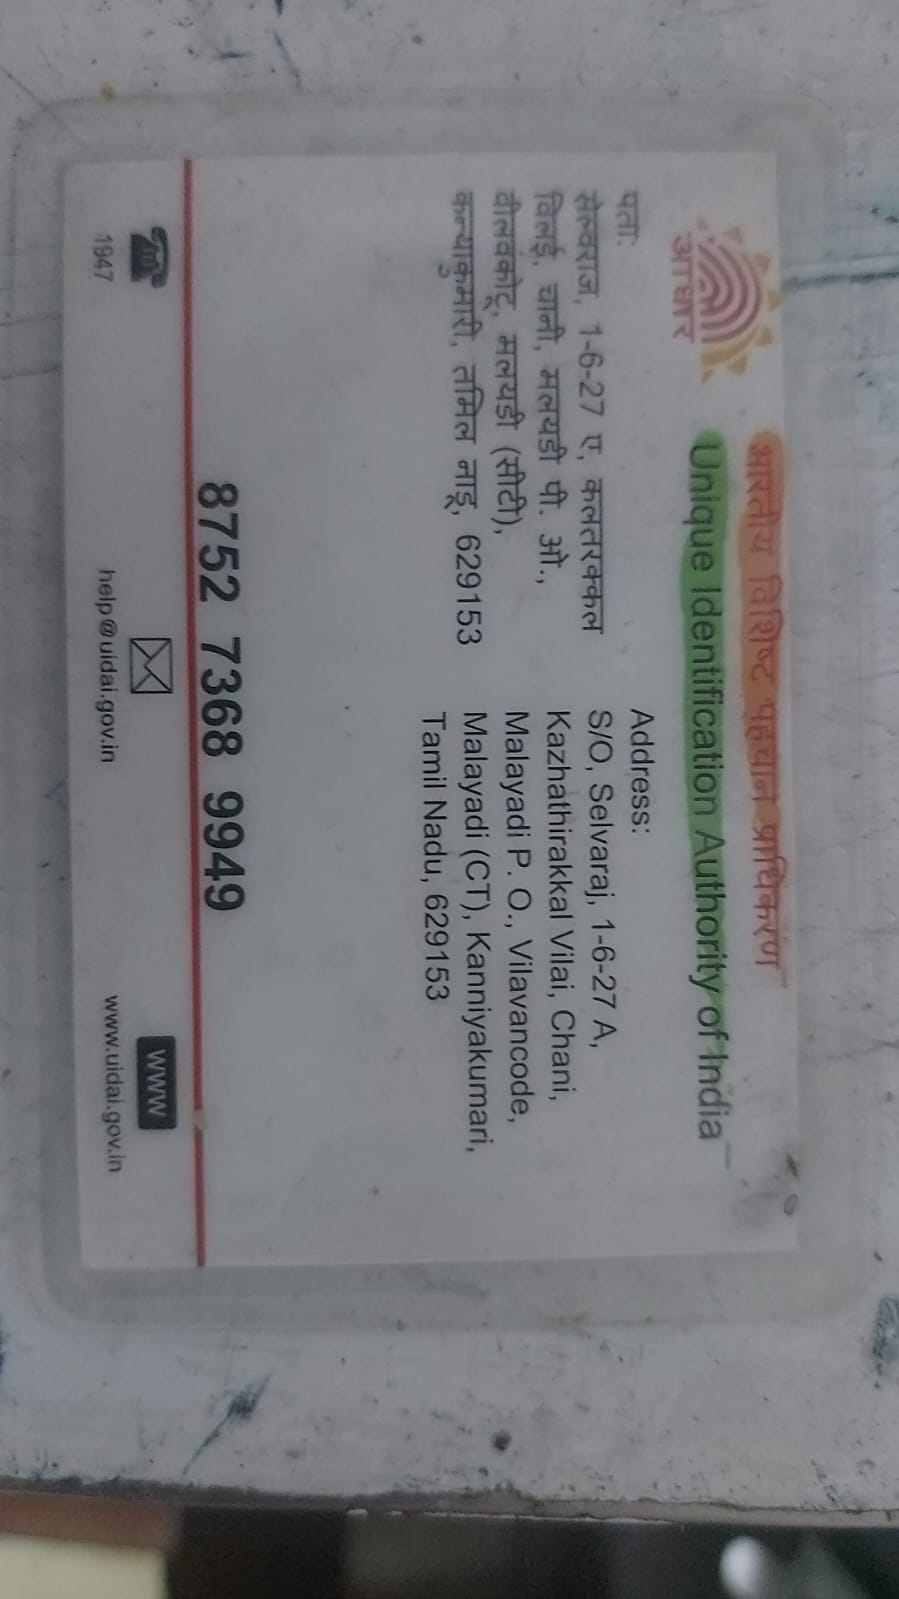 भारतीय विशिष्ट पहचान प्राधिकरण
Unique Identification Authority of India
आधार
पता:
सेल्वराज, 1-6-27 ए, कलतरक्कल
विलई, चानी, मलयडी पी. ओ.,
वीलवंकोटू, मलयडी (सीटी),
कन्याकुमारी, तमिल नाडू, 629153
Address:
S/O, Selvaraj, 1-6-27 A,
Kazhathirakkal Vilai, Chani,
Malayadi P. O., Vilavancode,
Malayadi (CT), Kanniyakumari,
Tamil Nadu, 629153
8752 7368 9949
1947
help@uidai.gov.in
WWW
www.uidai.gov.in